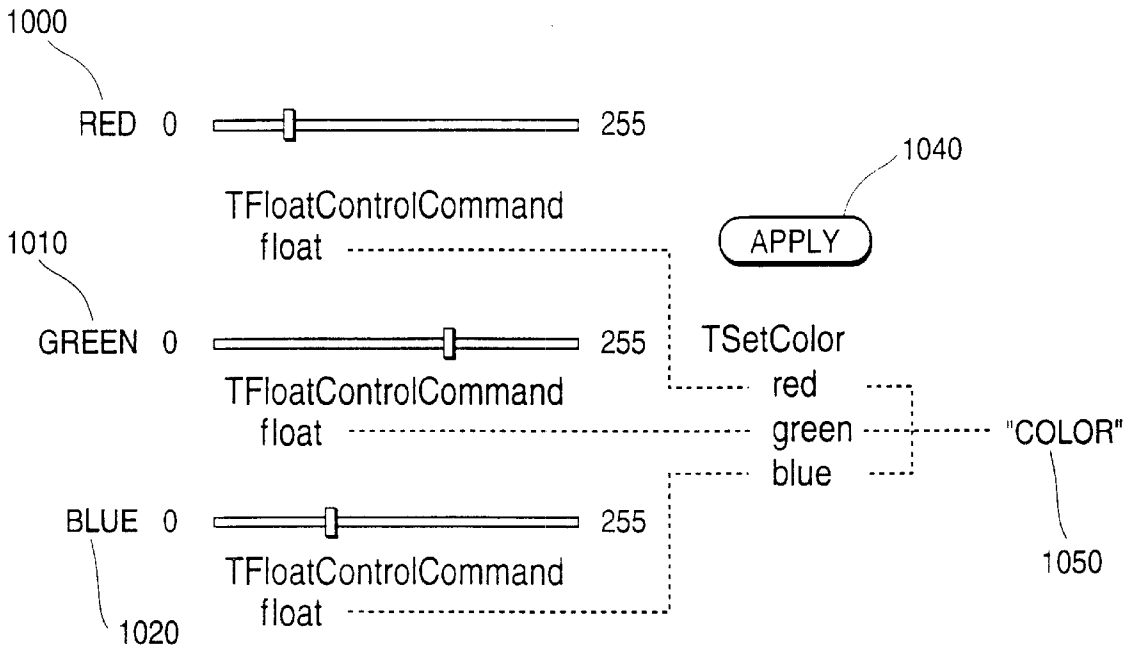 1000
RED 0 255
1040
TFloatControlCommand
float
APPLY
1010
GREEN 0 255
TSetColor
TFloatControlCommand
float
red
green
blue
"COLOR"
BLUE 0 255
1050
TFloatControlCommand
float
1020